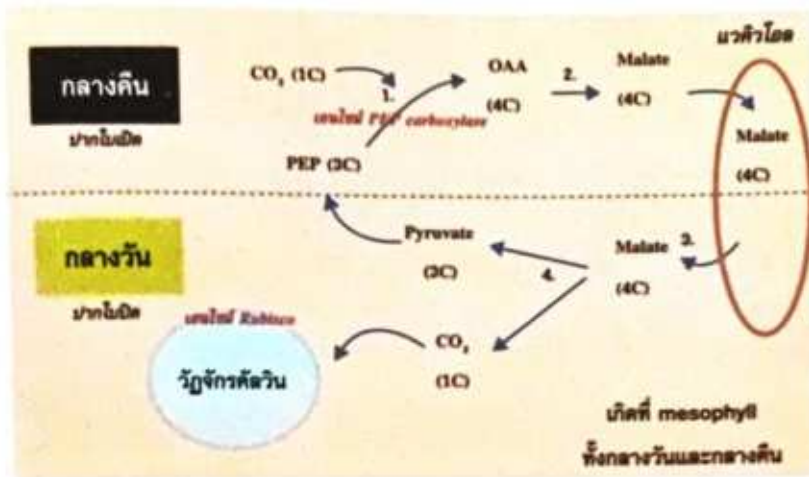 กลางคืน
ปากใบเปิด
CO₂ (1C)
1.
เอนไซม์ PEP carboxylase
PEP (3C)
OAA
(4C)
2.
Malate
(4C)
แวคิวโอล
Malate
(4C)
กลางวัน
ปากใบปิด
Pyruvate
(3C)
4.
Malate
(4C)
3.
เอนไซม์ Rubisco
วัฏจักรคัลวิน
CO₂
(1C)
เกิดที่ mesophyll
ทั้งกลางวันและกลางคืน